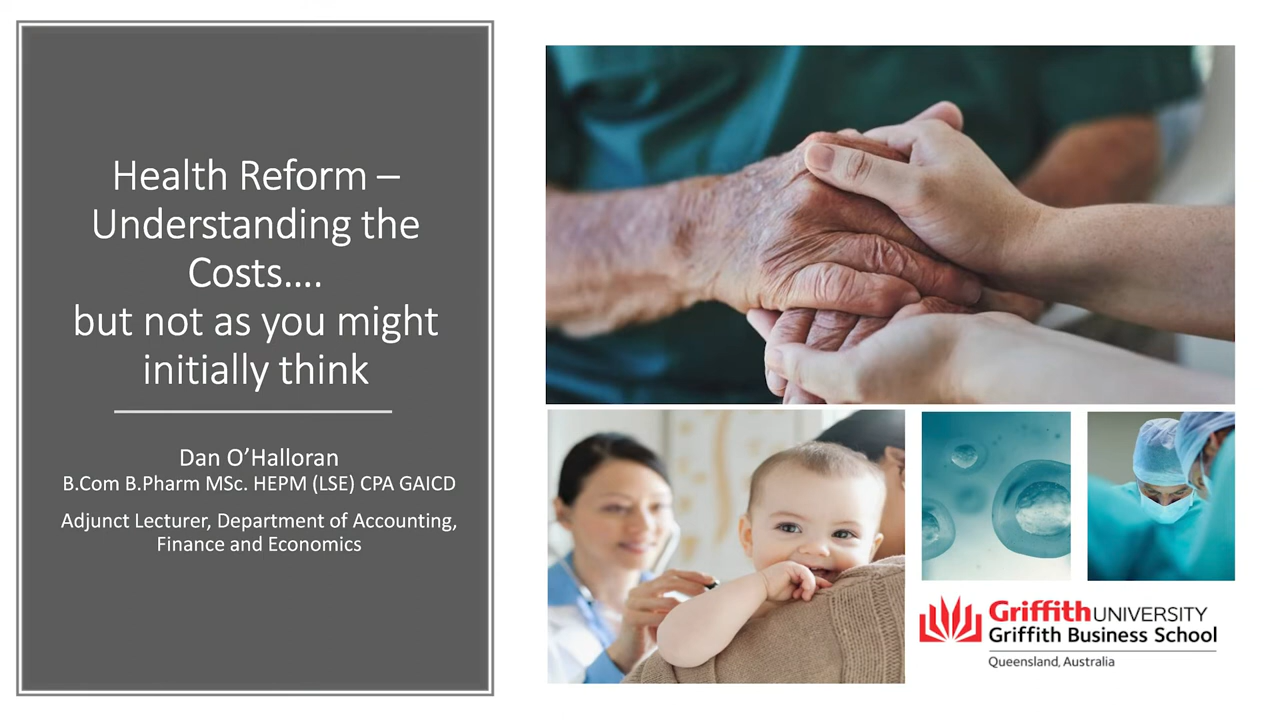 Health Reform –
Understanding the
Costs….
but not as you might
initially think
Dan O’Halloran
B.Com B.Pharm MSc. HEPM (LSE) CPA GAICD
Adjunct Lecturer, Department of Accounting,
Finance and Economics
Griffith UNIVERSITY
Griffith Business School
Queensland, Australia